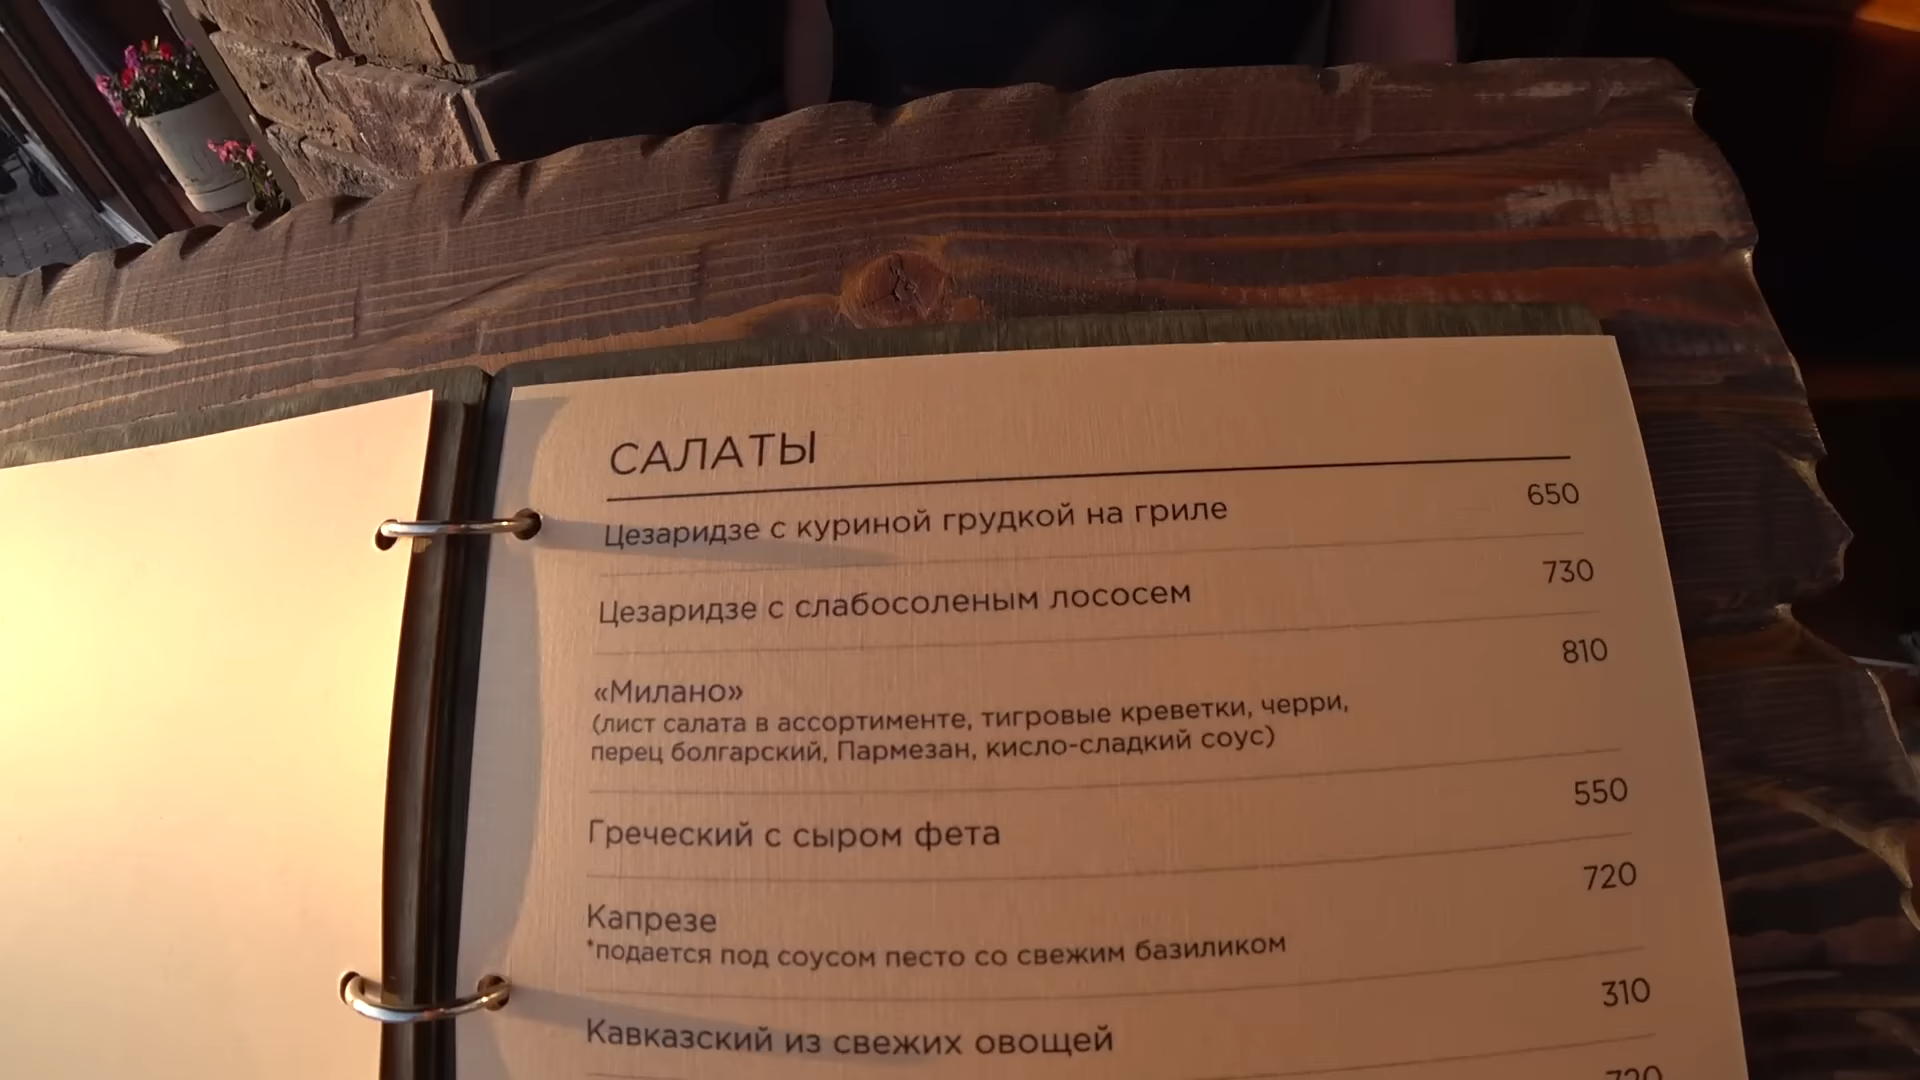 САЛАТЫ
Цезаридзе с куриной грудкой на гриле 650
Цезаридзе с слабосоленым лососем 730
«Милано» 810
(лист салата в ассортименте, тигровые креветки, черри,
перец болгарский, Пармезан, кисло-сладкий соус)
Греческий с сыром фета 550
Капрезе 720
*подается под соусом песто со свежим базиликом
Кавказский из свежих овощей 310